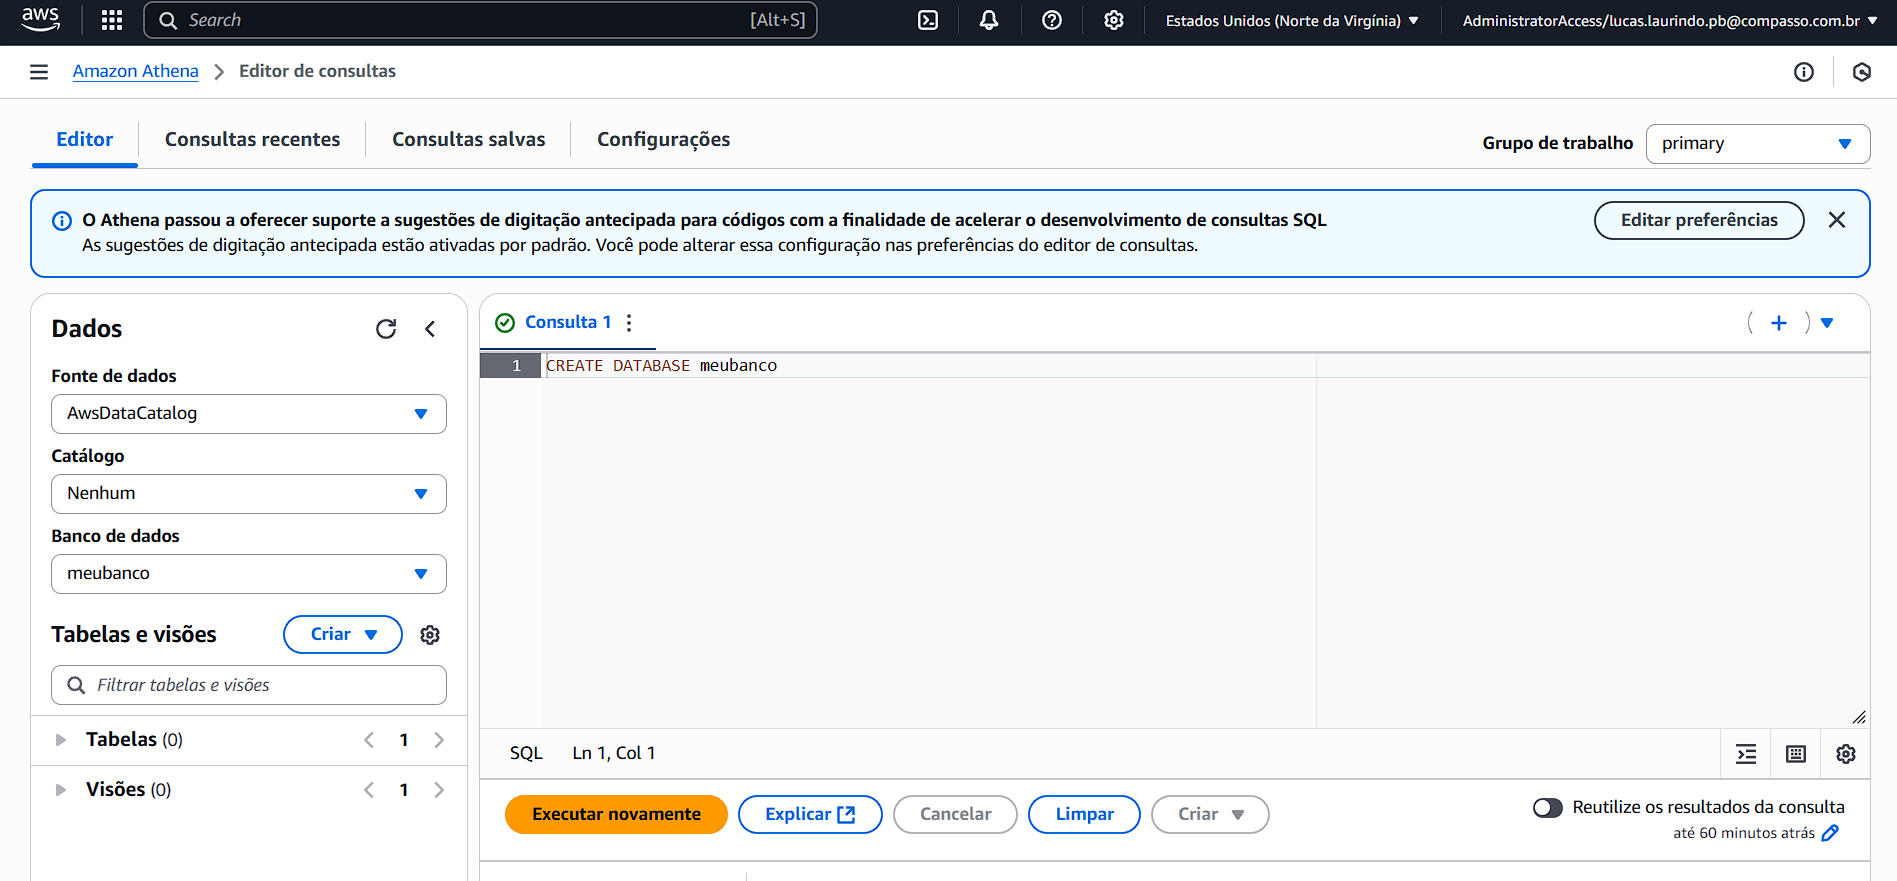 aws
Search [Alt+S]
Estados Unidos (Norte da Virgínia)
AdministratorAccess/lucas.laurindo.pb@compasso.com.br
Amazon Athena > Editor de consultas
Editor
Consultas recentes
Consultas salvas
Configurações
Grupo de trabalho
primary
O Athena passou a oferecer suporte a sugestões de digitação antecipada para códigos com a finalidade de acelerar o desenvolvimento de consultas SQL
As sugestões de digitação antecipada estão ativadas por padrão. Você pode alterar essa configuração nas preferências do editor de consultas.
Editar preferências
Dados
Fonte de dados
AwsDataCatalog
Catálogo
Nenhum
Banco de dados
meubanco
Tabelas e visões
Criar
Filtrar tabelas e visões
Tabelas (0)
1
Visões (0)
1
Consulta 1
( + )
1 CREATE DATABASE meubanco
SQL
Ln 1, Col 1
Executar novamente
Explicar
Cancelar
Limpar
Criar
Reutilize os resultados da consulta
até 60 minutos atrás